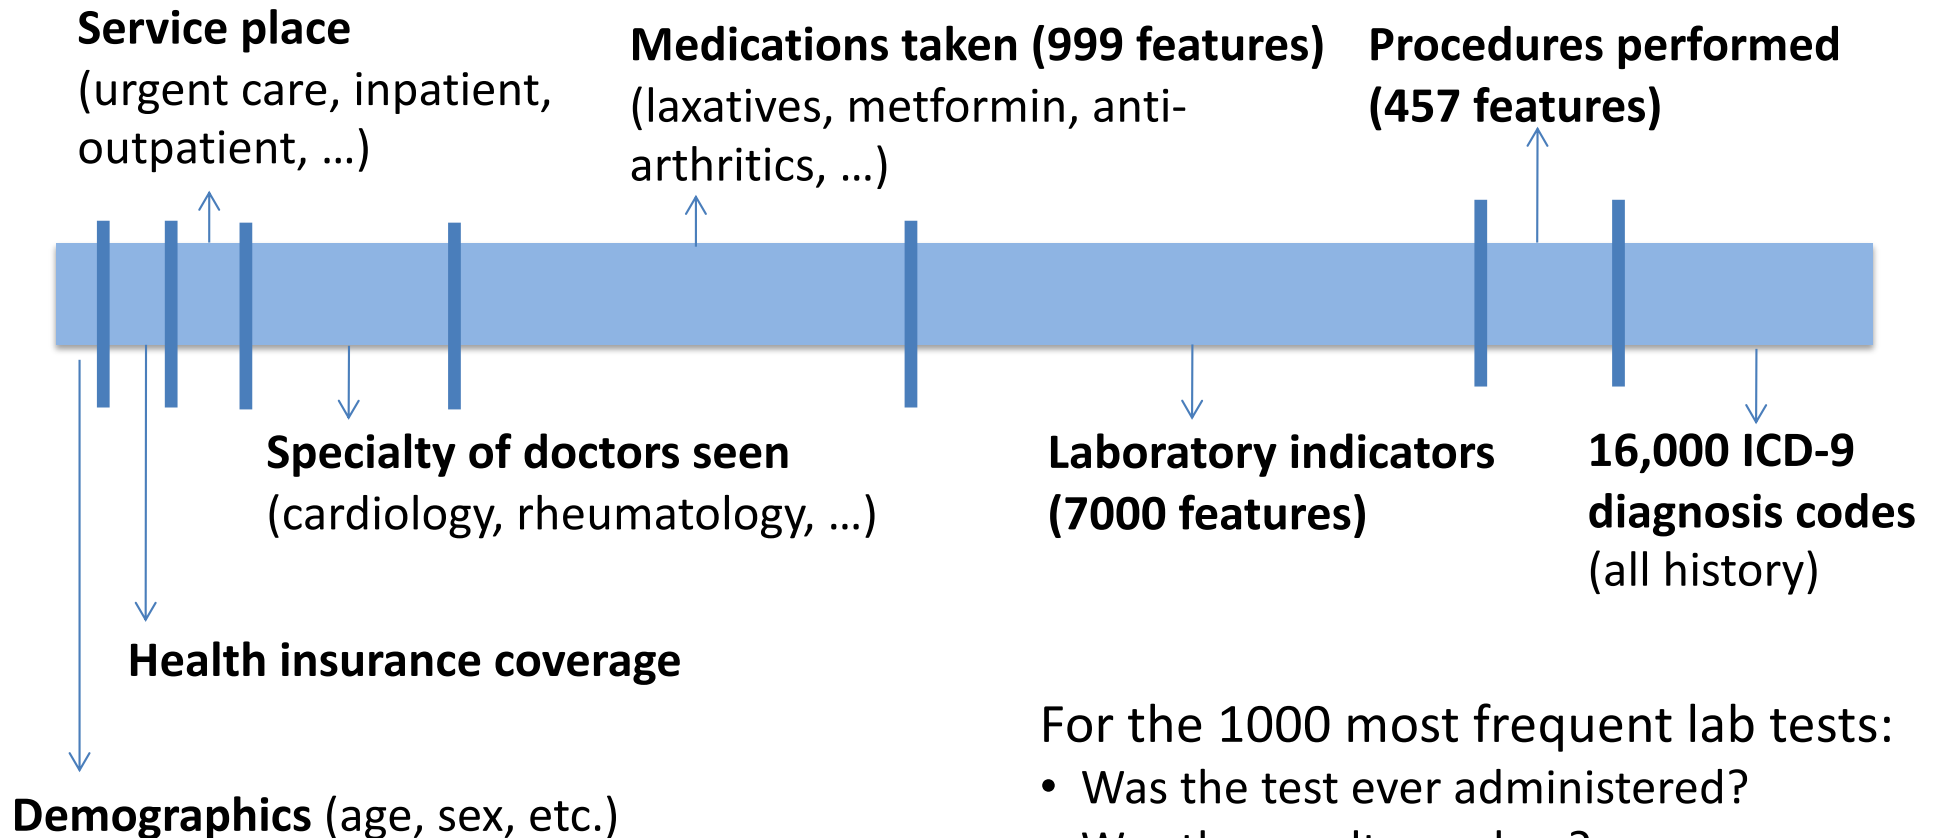 Service place
(urgent care, inpatient,
outpatient, ...)
Medications taken (999 features)
(laxatives, metformin, anti-
arthritics, ...)
Procedures performed
(457 features)
Specialty of doctors seen
(cardiology, rheumatology, ...)
Laboratory indicators
(7000 features)
16,000 ICD-9
diagnosis codes
(all history)
Health insurance coverage
Demographics (age, sex, etc.)
For the 1000 most frequent lab tests:
• Was the test ever administered?